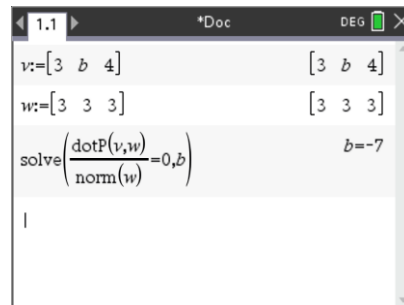 1.1 *Doc DEG
v:=[3 b 4] [3 b 4]
w:=[3 3 3] [3 3 3]
solve(dotP(v,w)/norm(w)=0,b) b=-7